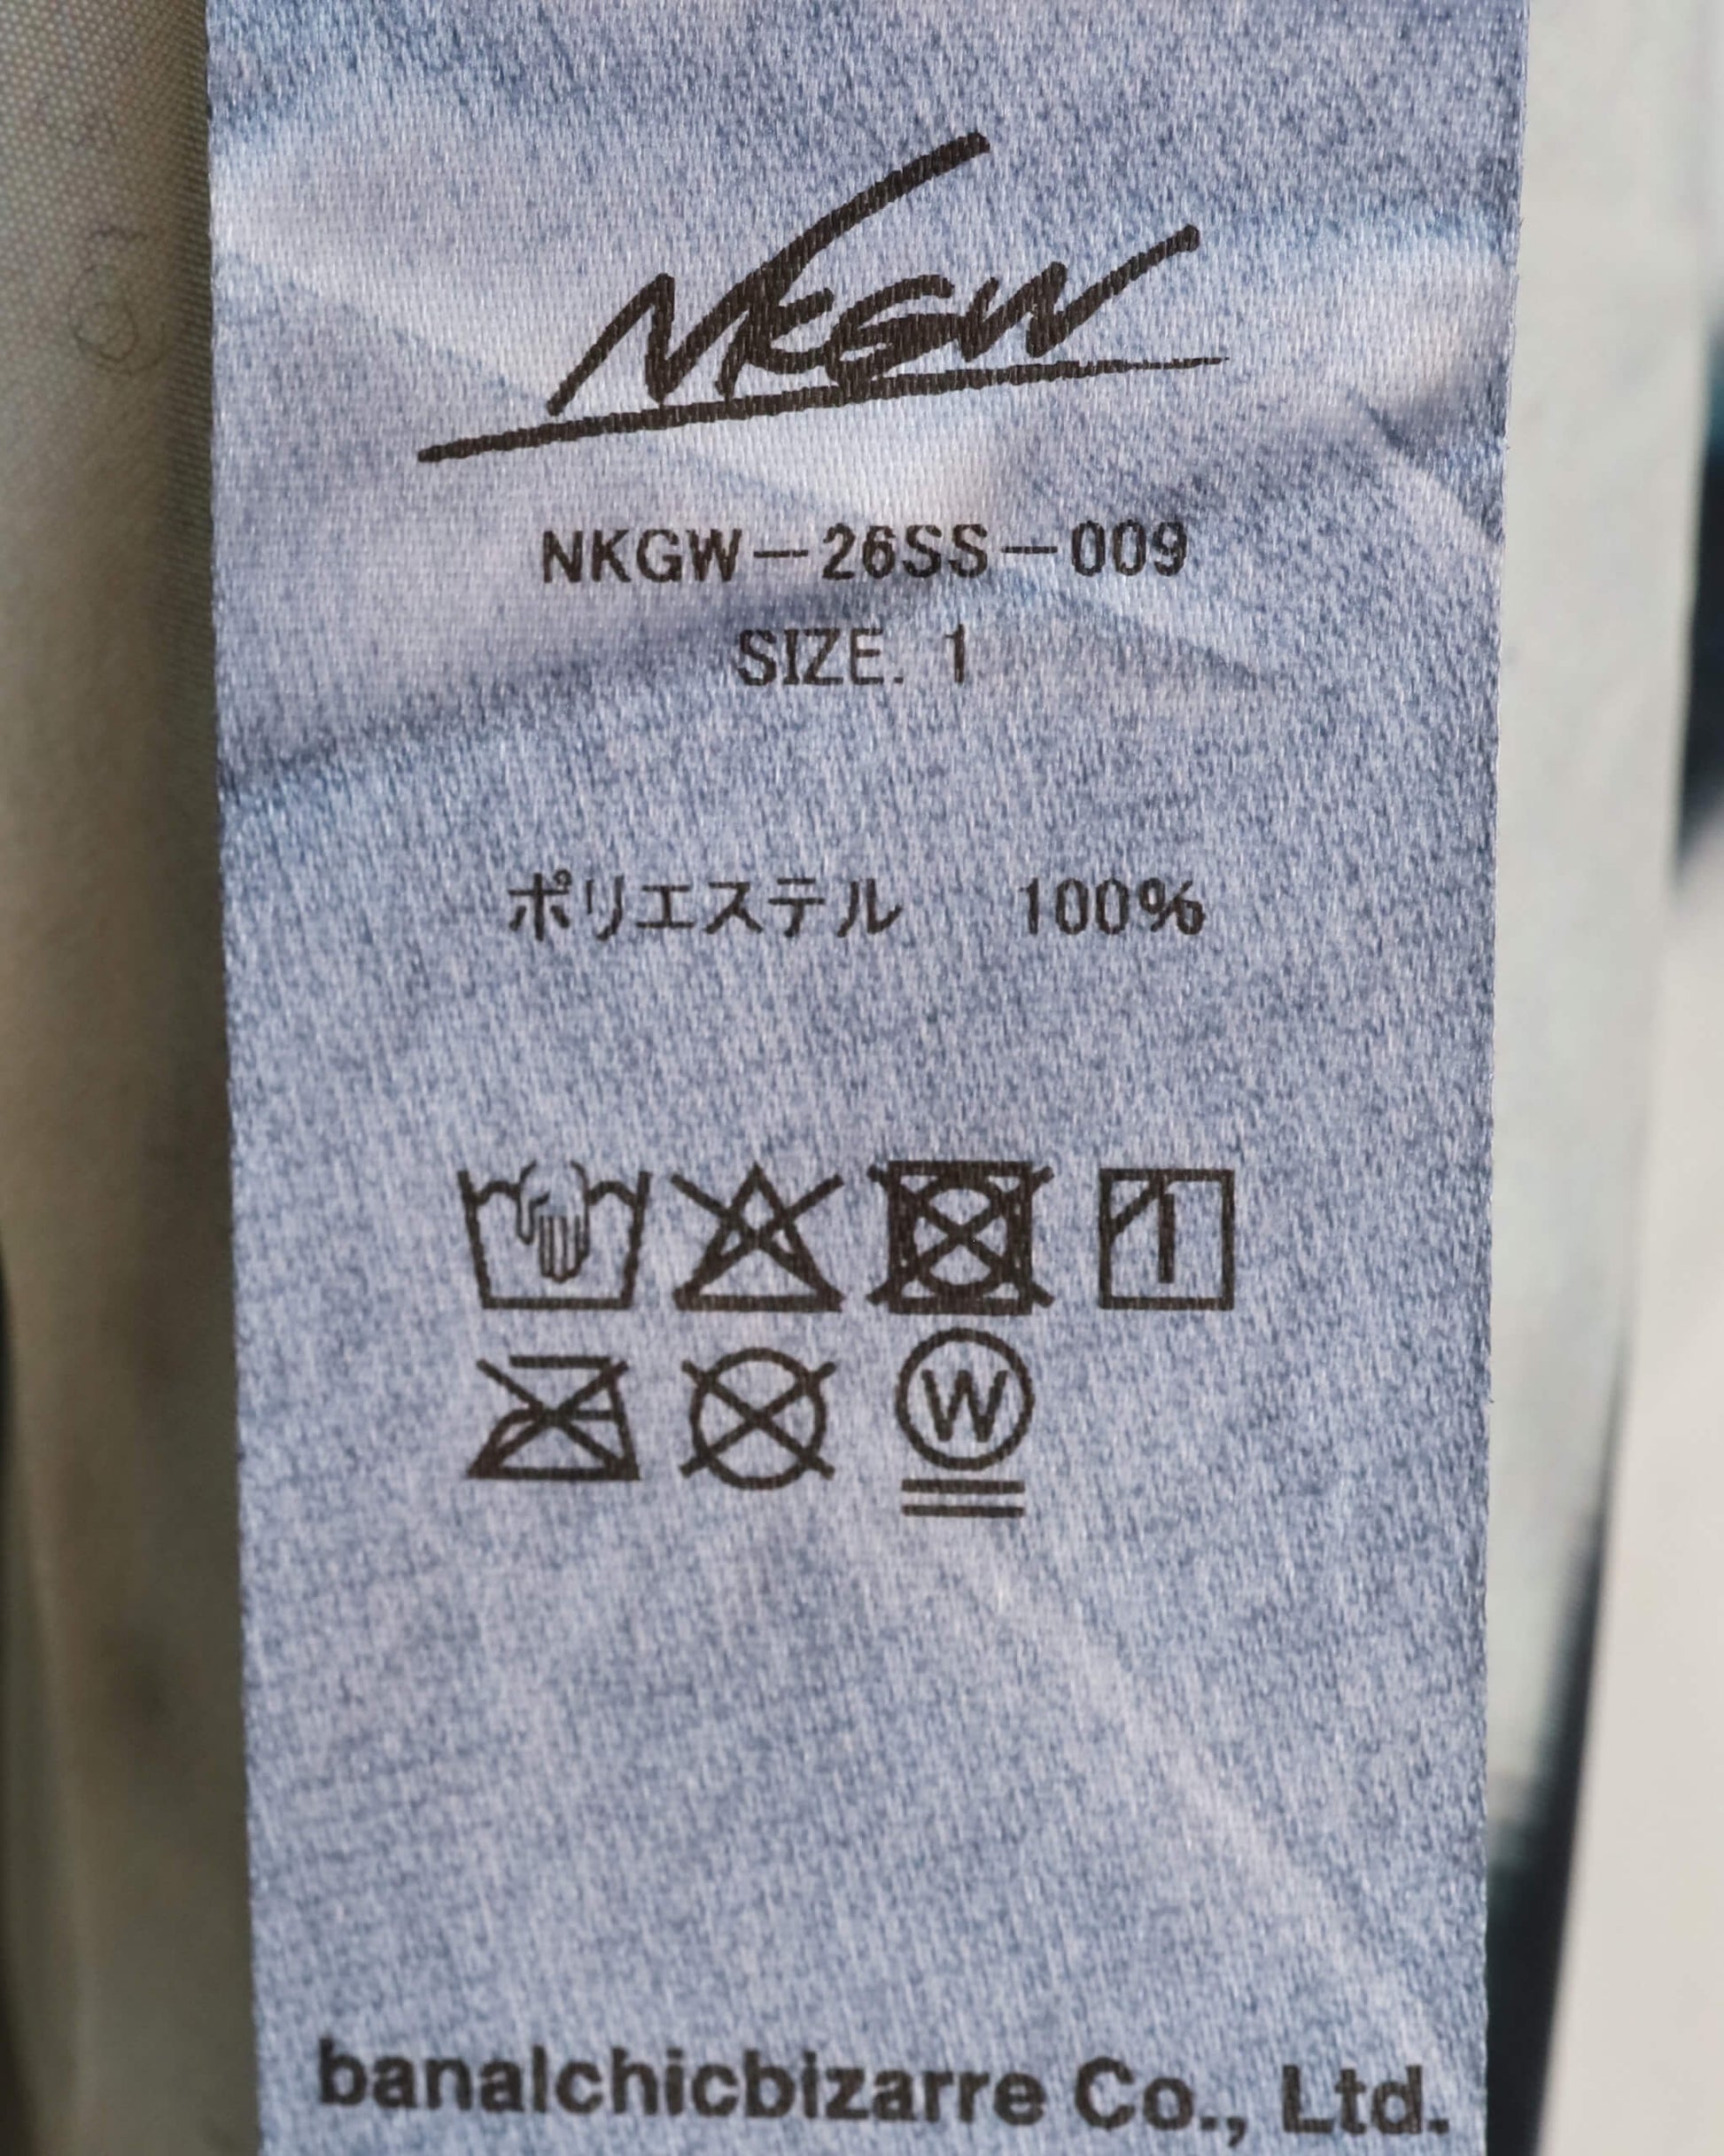 NKGW
NKGW-26SS-009
SIZE. 1
ポリエステル 100%
W
banalchicbizarre Co., Ltd.